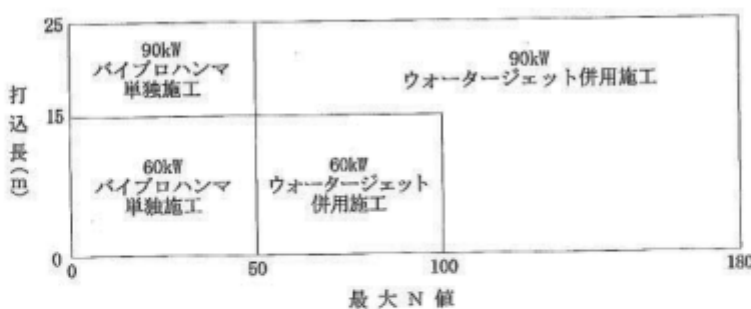 25
90kW
バイブロハンマ
単独施工
90kW
ウォータージェット併用施工
打込長(m)
15
60kW
バイブロハンマ
単独施工
60kW
ウォータージェット
併用施工
0
0
50
100
180
最大N値